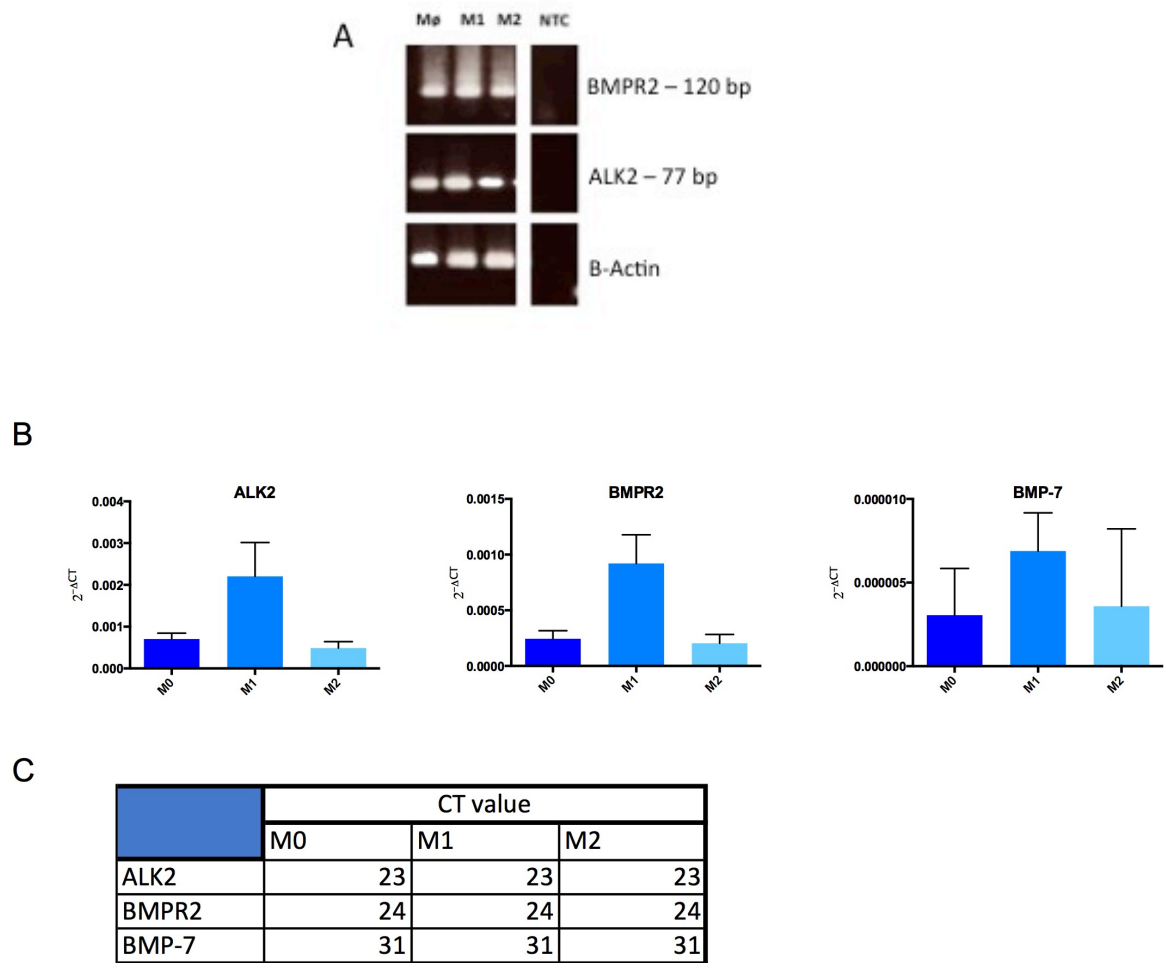 A
Mø M1 M2 NTC
BMPR2 – 120 bp
ALK2 – 77 bp
B-Actin
B
ALK2
2^-ΔCT
0.004
0.003
0.002
0.001
0.000
M0 M1 M2
BMPR2
2^-ΔCT
0.0015
0.0010
0.0005
0.0000
M0 M1 M2
BMP-7
2^-ΔCT
0.000010
0.000005
0.000000
M0 M1 M2
C
CT value
M0 M1 M2
ALK2 23 23 23
BMPR2 24 24 24
BMP-7 31 31 31